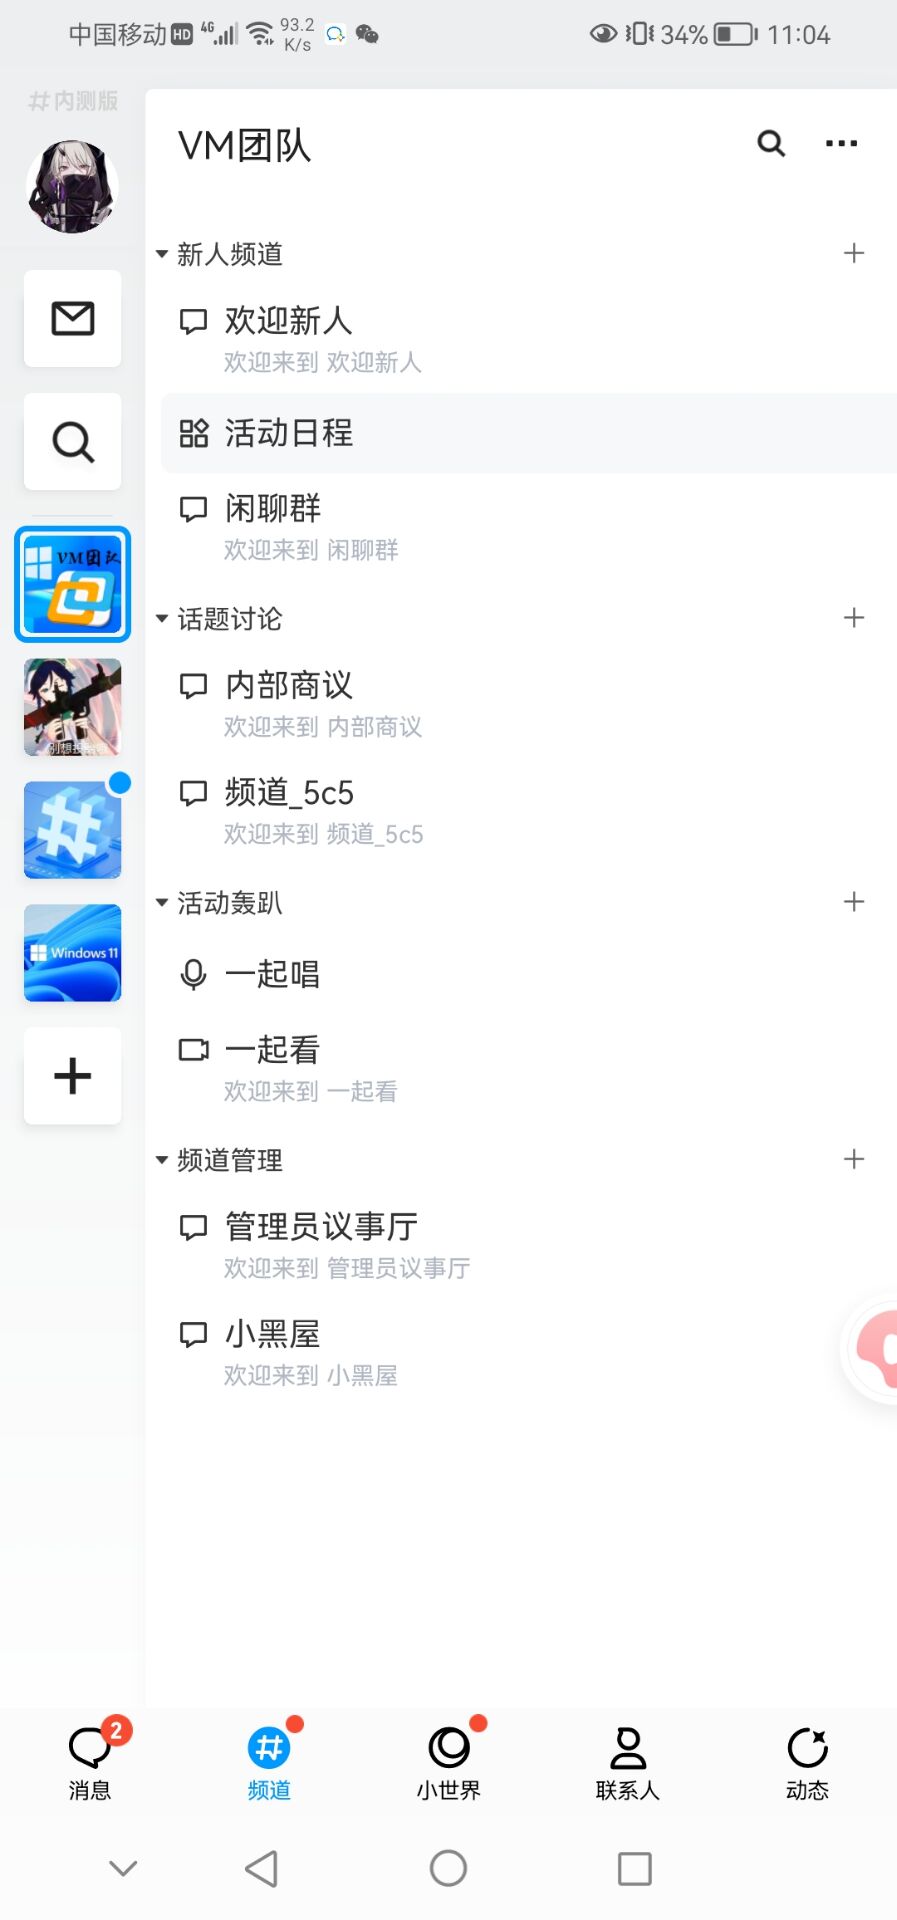 中国移动 HD 4G 93.2 K/s 34% 11:04
#内测版
VM团队
新人频道
欢迎新人
欢迎来到 欢迎新人
活动日程
闲聊群
欢迎来到 闲聊群
VM团队
话题讨论
内部商议
欢迎来到 内部商议
频道_5c5
欢迎来到 频道_5c5
活动轰趴
Windows 11
一起唱
一起看
欢迎来到 一起看
频道管理
管理员议事厅
欢迎来到 管理员议事厅
小黑屋
欢迎来到 小黑屋
2
消息
频道
小世界
联系人
动态